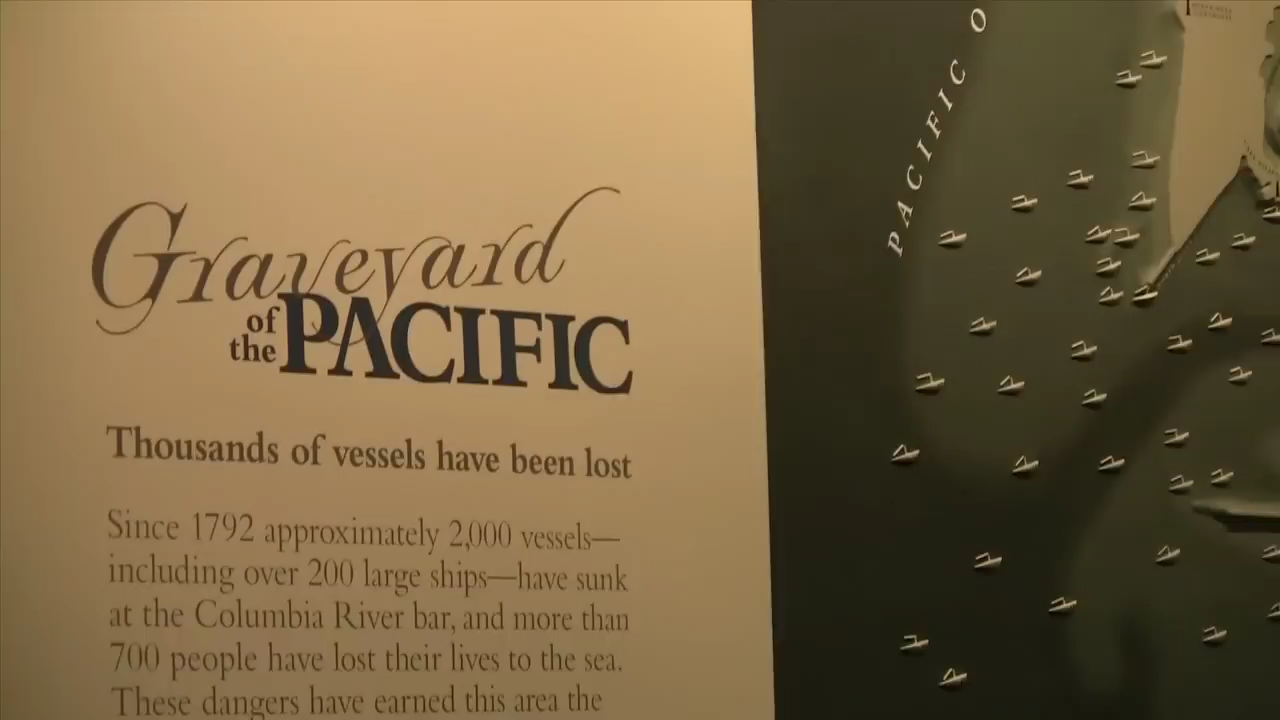 Graveyard
of
the PACIFIC
Thousands of vessels have been lost
Since 1792 approximately 2,000 vessels—
including over 200 large ships—have sunk
at the Columbia River bar, and more than
700 people have lost their lives to the sea.
These dangers have earned this area the
PACIFIC O